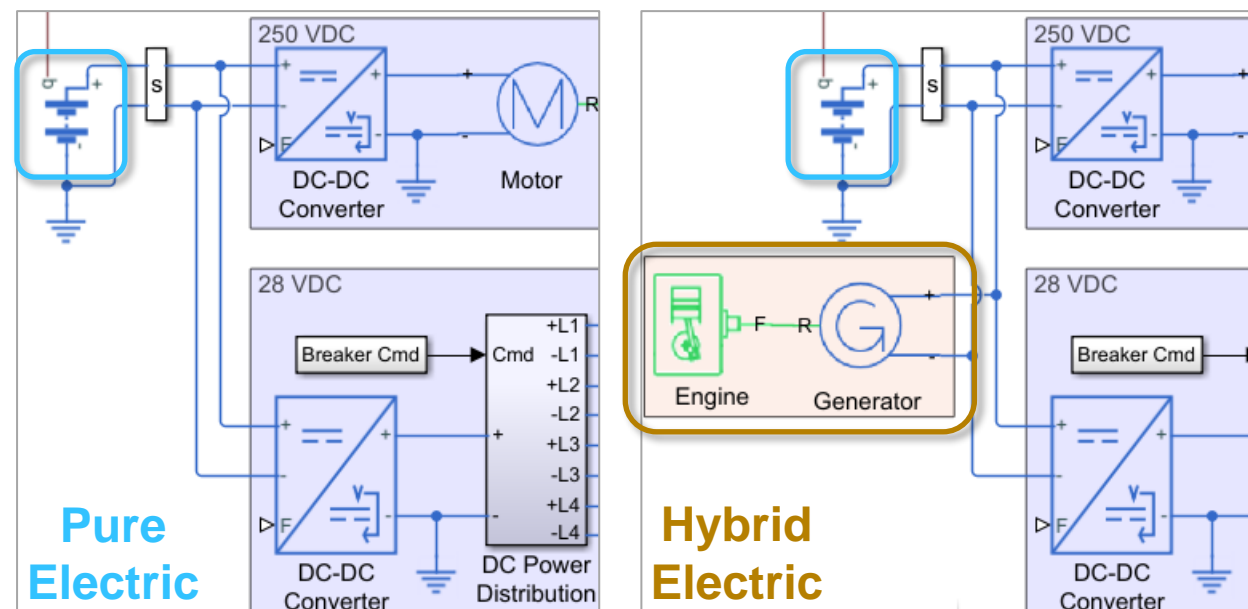 250 VDC
q
+
-
S
+
-
F
+
-
+
-
M
R
DC-DC
Converter
Motor
28 VDC
Breaker Cmd
Cmd
+L1
-L1
+L2
-L2
+L3
-L3
+L4
-L4
+
-
+
-
F
+
-
V
DC-DC
Converter
DC Power
Distribution
Pure
Electric
250 VDC
q
+
-
S
+
-
F
+
-
V
+
-
DC-DC
Converter
F
R
G
+
-
Engine
Generator
28 VDC
Breaker Cmd
+
-
F
+
-
V
DC-DC
Converter
Hybrid
Electric